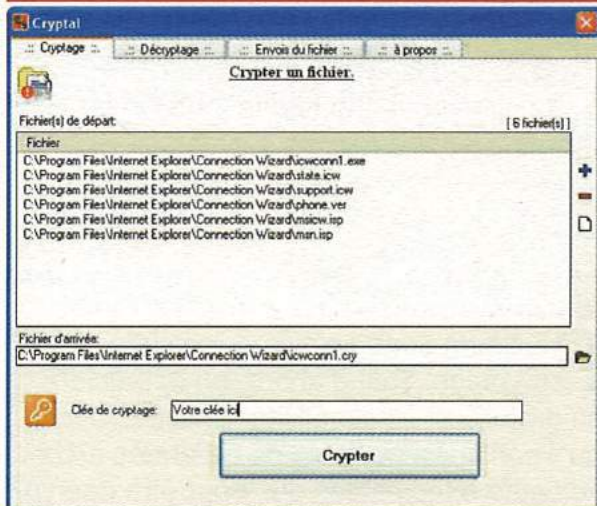 Cryptal
.:: Cryptage ::. .:: Décryptage ::. .:: Envois du fichier ::. .:: à propos ::.
Crypter un fichier.
Fichier(s) de départ: [ 6 fichier(s) ]
Fichier
C:\Program Files\Internet Explorer\Connection Wizard\icwconn1.exe
C:\Program Files\Internet Explorer\Connection Wizard\state.icw
C:\Program Files\Internet Explorer\Connection Wizard\support.icw
C:\Program Files\Internet Explorer\Connection Wizard\phone.ver
C:\Program Files\Internet Explorer\Connection Wizard\msicw.isp
C:\Program Files\Internet Explorer\Connection Wizard\msn.isp
Fichier d'arrivée:
C:\Program Files\Internet Explorer\Connection Wizard\icwconn1.cry
Clée de cryptage: Votre clée ici
Crypter